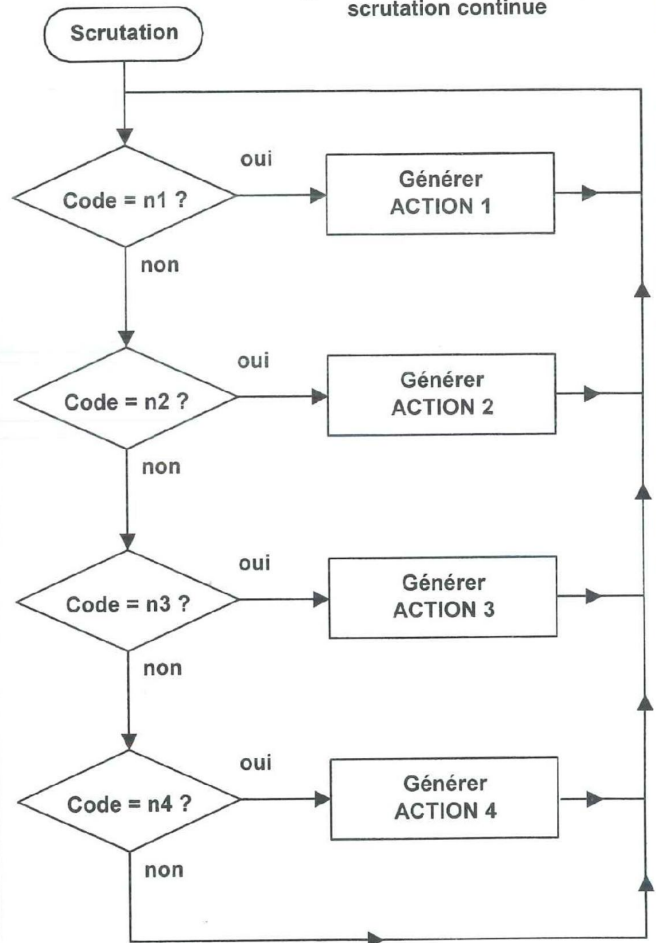 scrutation continue
Scrutation
Code = n1 ?
oui
Générer
ACTION 1
non
Code = n2 ?
oui
Générer
ACTION 2
non
Code = n3 ?
oui
Générer
ACTION 3
non
Code = n4 ?
oui
Générer
ACTION 4
non